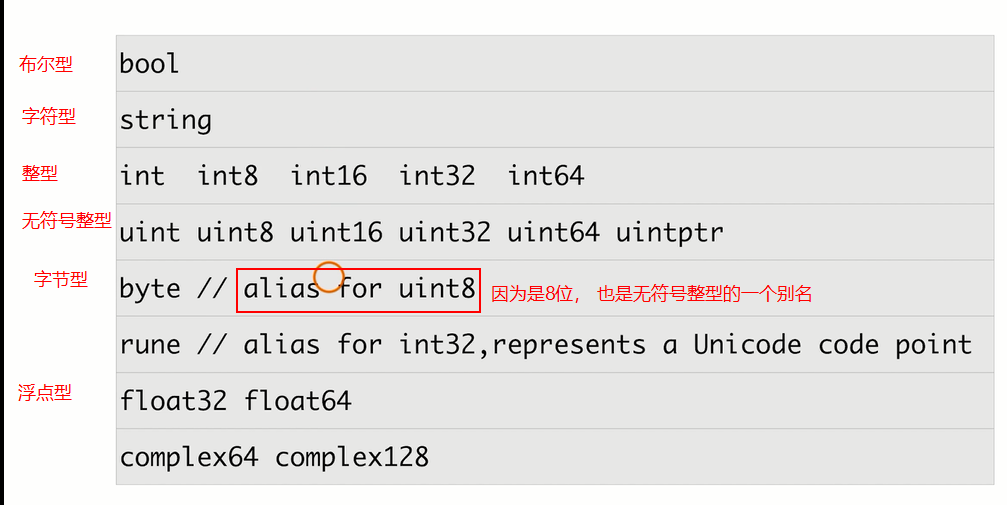 布尔型 bool
字符型 string
整型 int int8 int16 int32 int64
无符号整型 uint uint8 uint16 uint32 uint64 uintptr
字节型 byte // alias for uint8 因为是8位， 也是无符号整型的一个别名
rune // alias for int32,represents a Unicode code point
浮点型 float32 float64
complex64 complex128